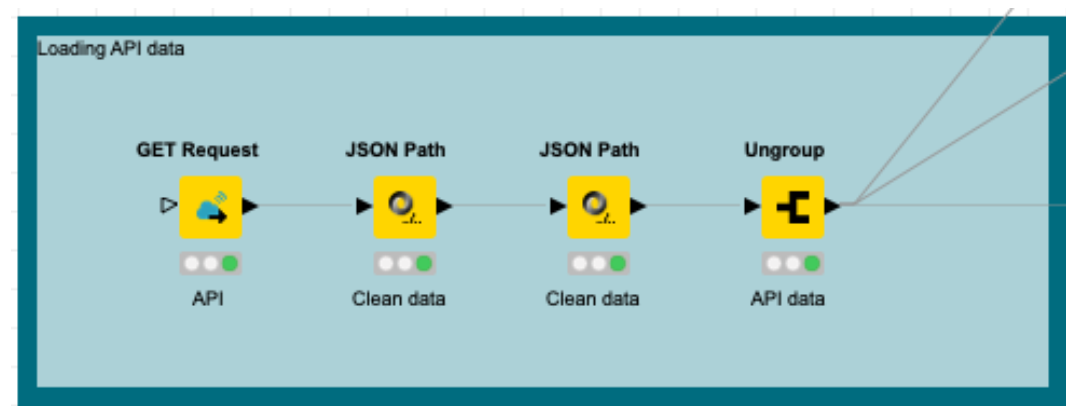 Loading API data
GET Request
JSON Path
JSON Path
Ungroup
API
Clean data
Clean data
API data